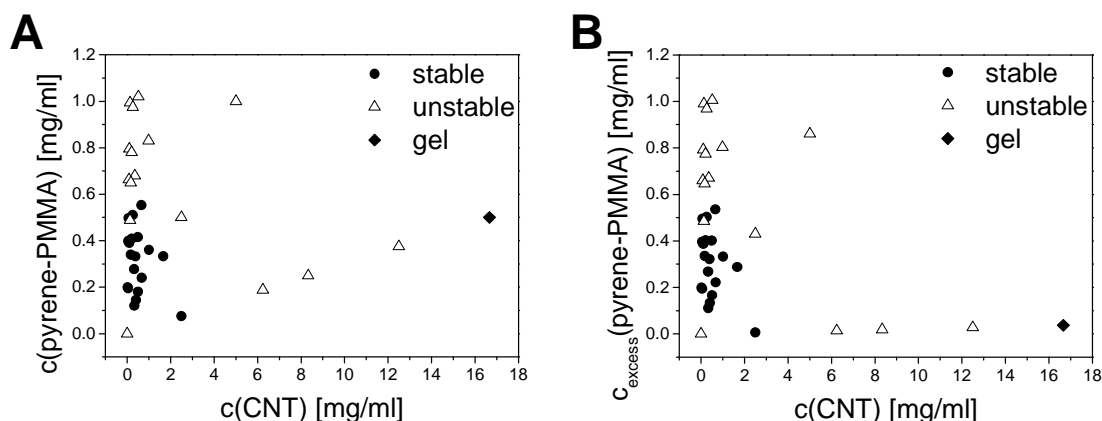 A
c(pyrene-PMMA) [mg/ml]
1.2
1.0
0.8
0.6
0.4
0.2
0.0
stable
unstable
gel
0 2 4 6 8 10 12 14 16 18
c(CNT) [mg/ml]
B
c_excess(pyrene-PMMA) [mg/ml]
1.2
1.0
0.8
0.6
0.4
0.2
0.0
stable
unstable
gel
0 2 4 6 8 10 12 14 16 18
c(CNT) [mg/ml]